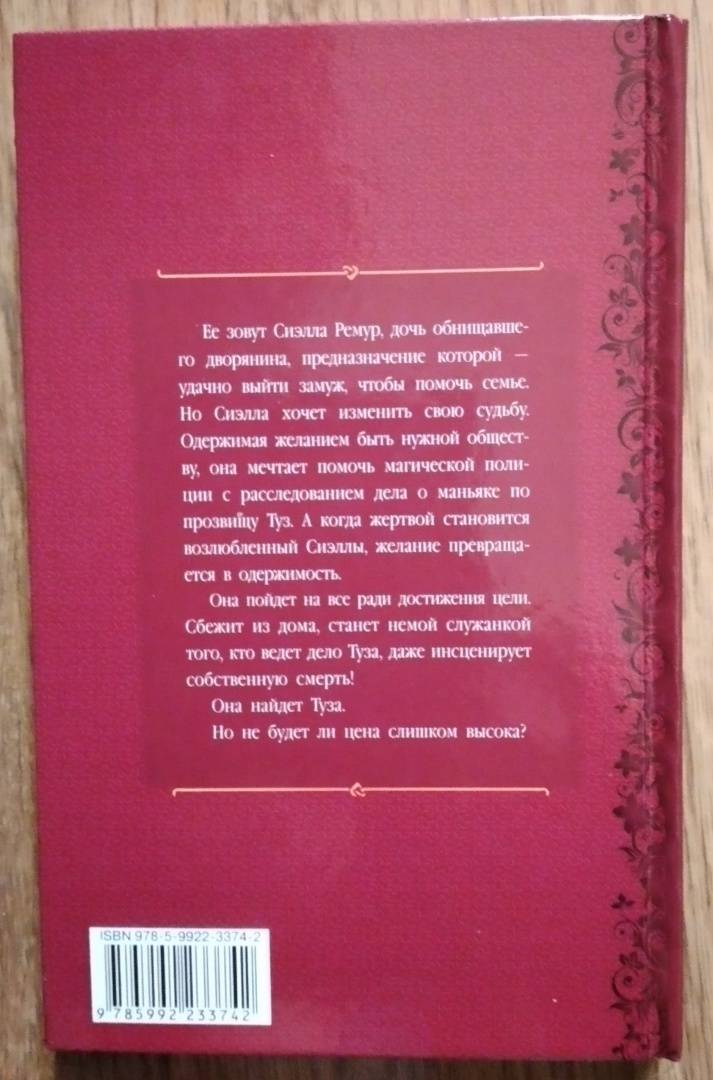 Ее зовут Сиэлла Ремур, дочь обнищавше-
го дворянина, предназначение которой —
удачно выйти замуж, чтобы помочь семье.
Но Сиэлла хочет изменить свою судьбу.
Одержимая желанием быть нужной общест-
ву, она мечтает помочь магической поли-
ции с расследованием дела о маньяке по
прозвищу Туз. А когда жертвой становится
возлюбленный Сиэллы, желание превраща-
ется в одержимость.
Она пойдет на все ради достижения цели.
Сбежит из дома, станет немой служанкой
того, кто ведет дело Туза, даже инсценирует
собственную смерть!
Она найдет Туза.
Но не будет ли цена слишком высока?
ISBN 978-5-9922-3374-2
9 785992 233742